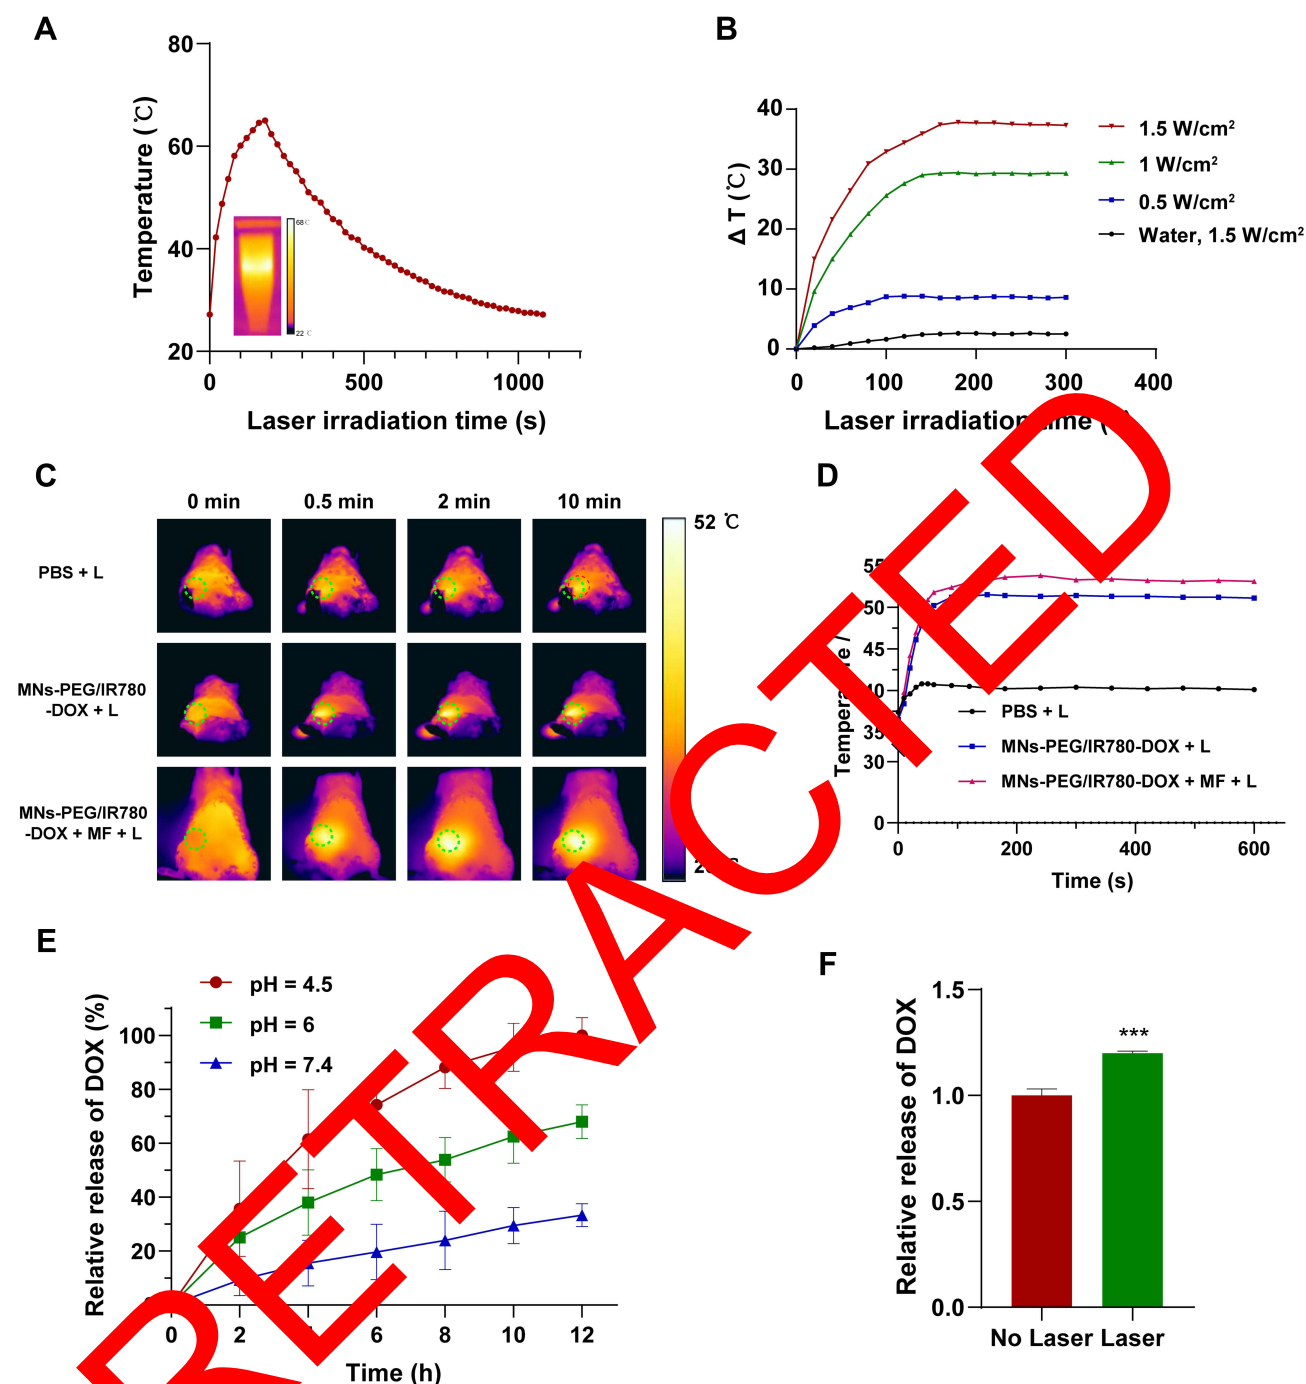 A
80
60
40
20
0
500
1000
Temperature (℃)
Laser irradiation time (s)
68℃
22 ℃
B
40
30
20
10
0
0
100
200
300
400
Δ T (℃)
Laser irradiation time (
1.5 W/cm²
1 W/cm²
0.5 W/cm²
Water, 1.5 W/cm²
C
0 min
0.5 min
2 min
10 min
PBS + L
MNs-PEG/IR780
-DOX + L
MNs-PEG/IR780
-DOX + MF + L
52 ℃
D
55
50
45
40
35
30
0
0
200
400
600
Temperature /
Time (s)
PBS + L
MNs-PEG/IR780-DOX + L
MNs-PEG/IR780-DOX + MF + L
E
pH = 4.5
pH = 6
pH = 7.4
100
80
60
40
20
0
2
6
8
10
12
Relative release of DOX (%)
Time (h)
F
1.5
1.0
0.5
0.0
Relative release of DOX
***
No Laser
Laser
RETRACTED